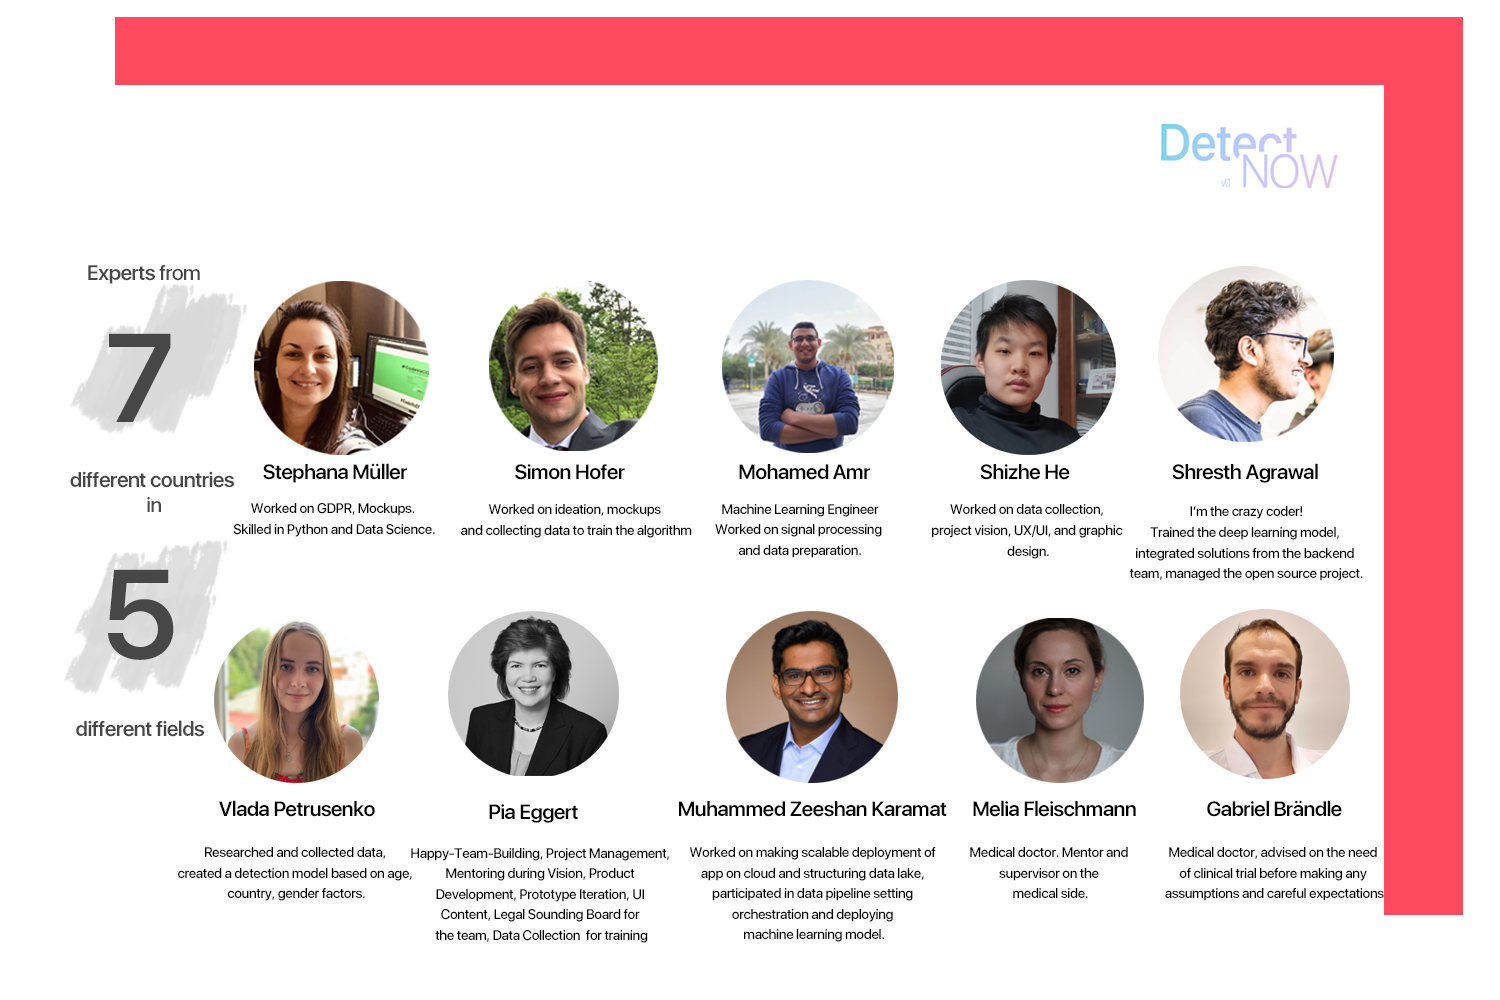 Detect
v0 NOW
Experts from
7
different countries
in
5
different fields
Stephana Müller
Worked on GDPR, Mockups.
Skilled in Python and Data Science.
Simon Hofer
Worked on ideation, mockups
and collecting data to train the algorithm
Mohamed Amr
Machine Learning Engineer
Worked on signal processing
and data preparation.
Shizhe He
Worked on data collection,
project vision, UX/UI, and graphic
design.
Shresth Agrawal
I'm the crazy coder!
Trained the deep learning model,
integrated solutions from the backend
team, managed the open source project.
Vlada Petrusenko
Researched and collected data,
created a detection model based on age,
country, gender factors.
Pia Eggert
Happy-Team-Building, Project Management,
Mentoring during Vision, Product
Development, Prototype Iteration, UI
Content, Legal Sounding Board for
the team, Data Collection for training
Muhammed Zeeshan Karamat
Worked on making scalable deployment of
app on cloud and structuring data lake,
participated in data pipeline setting
orchestration and deploying
machine learning model.
Melia Fleischmann
Medical doctor. Mentor and
supervisor on the
medical side.
Gabriel Brändle
Medical doctor, advised on the need
of clinical trial before making any
assumptions and careful expectations